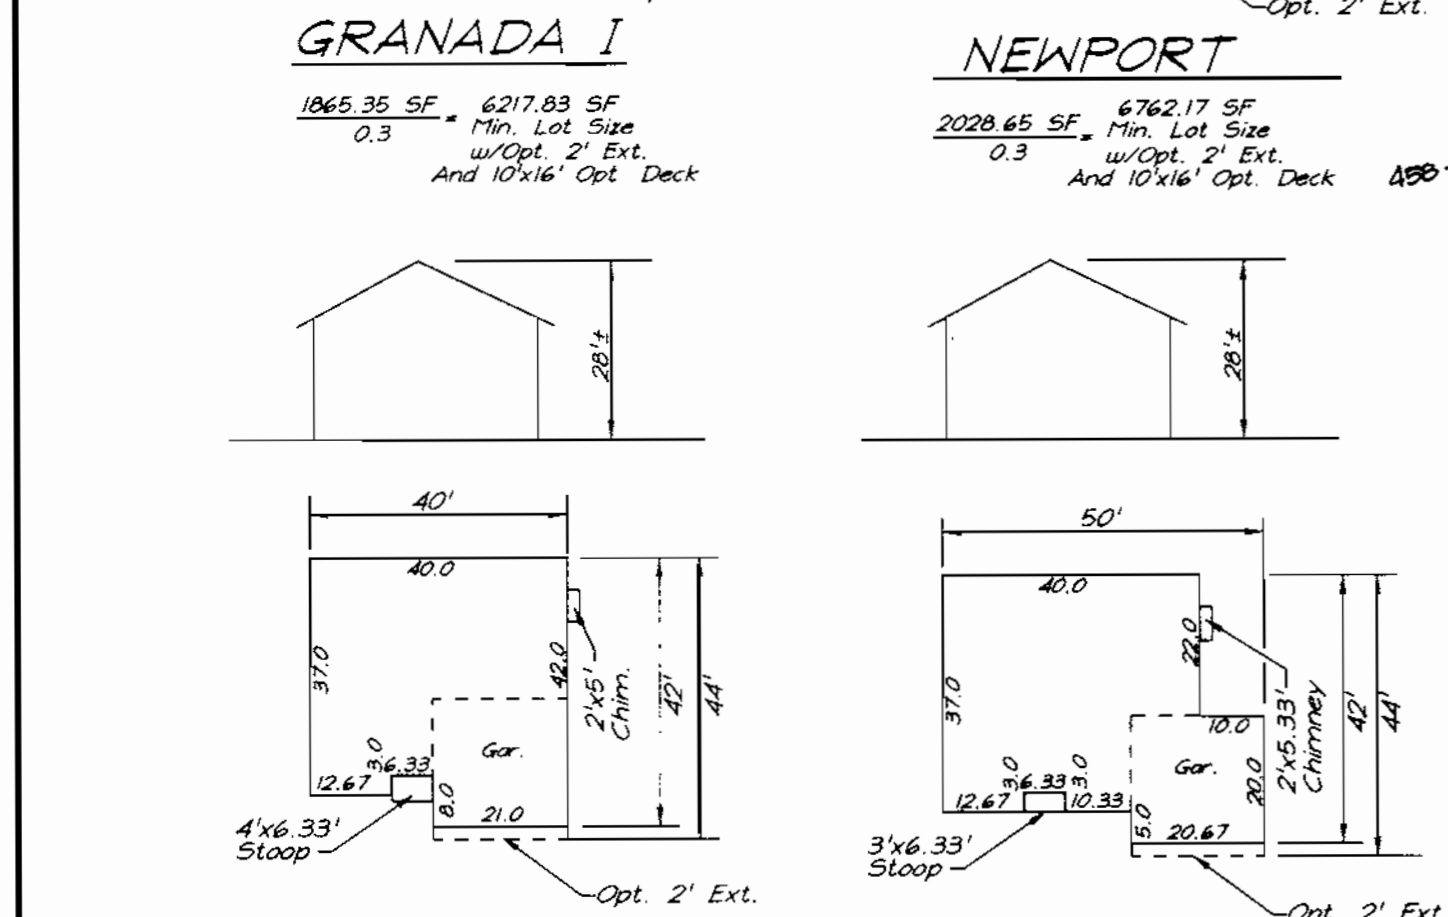 Opt. 2' Ext.
GRANADA I
1865.35 SF
0.3
= 6217.83 SF
Min. Lot Size
w/Opt. 2' Ext.
And 10'x16' Opt Deck
NEWPORT
2028.65 SF
0.3
= 6762.17 SF
Min. Lot Size
w/Opt. 2' Ext.
And 10'x16' Opt. Deck
458
28'±
28'±
40'
40.0
37.0
42.0
2'x5'
Chim.
42'
44'
Gar.
12.67
3.0
6.33
8.0
21.0
4'x6.33'
Stoop
Opt. 2' Ext.
50'
40.0
37.0
22.0
10.0
2'x5.33'
Chimney
42'
44'
Gar.
20.0
12.67
3.0
6.33
3.0
10.33
5.0
20.67
3'x6.33'
Stoop
Opt. 2' Ext